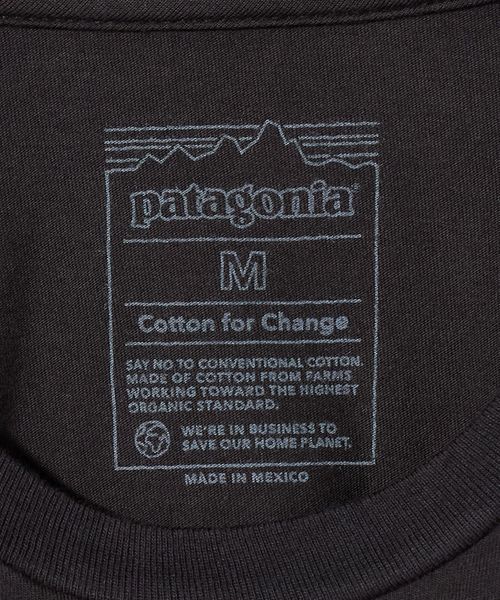 patagonia®
M
Cotton for Change
SAY NO TO CONVENTIONAL COTTON.
MADE OF COTTON FROM FARMS
WORKING TOWARD THE HIGHEST
ORGANIC STANDARD.
WE'RE IN BUSINESS TO
SAVE OUR HOME PLANET.
MADE IN MEXICO